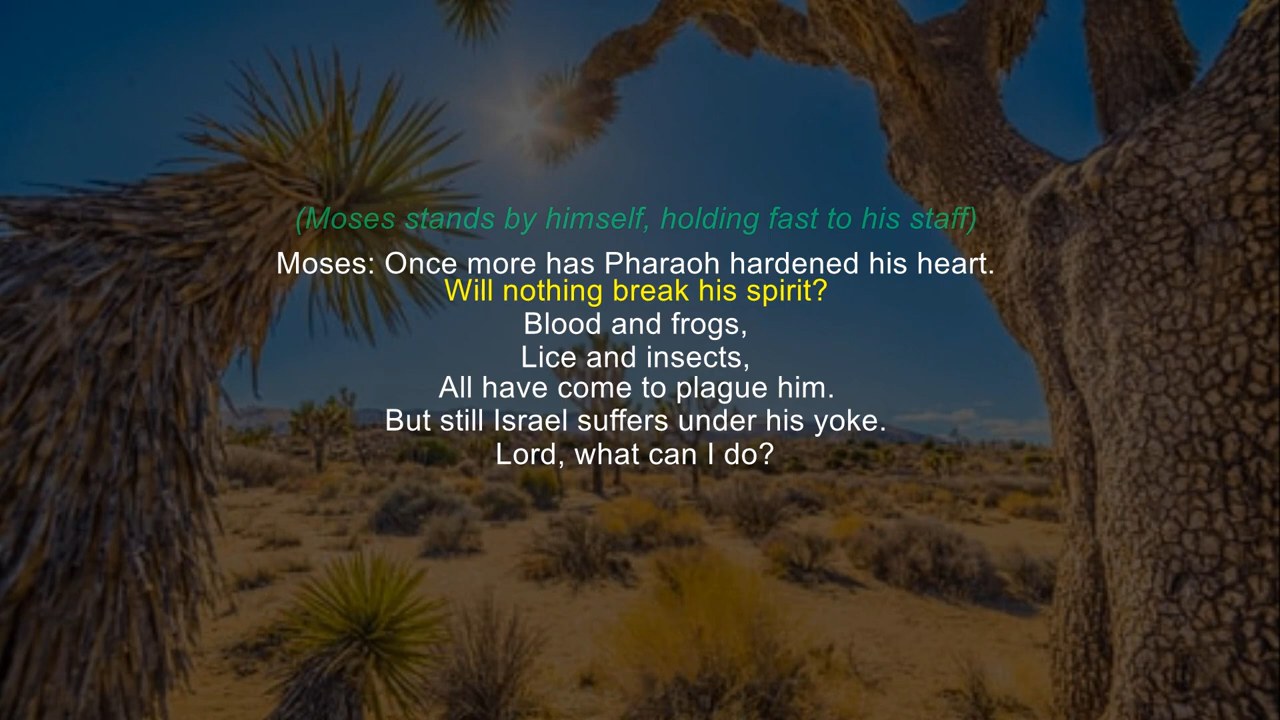 (Moses stands by himself, holding fast to his staff)
Moses: Once more has Pharaoh hardened his heart.
Will nothing break his spirit?
Blood and frogs,
Lice and insects,
All have come to plague him.
But still Israel suffers under his yoke.
Lord, what can I do?